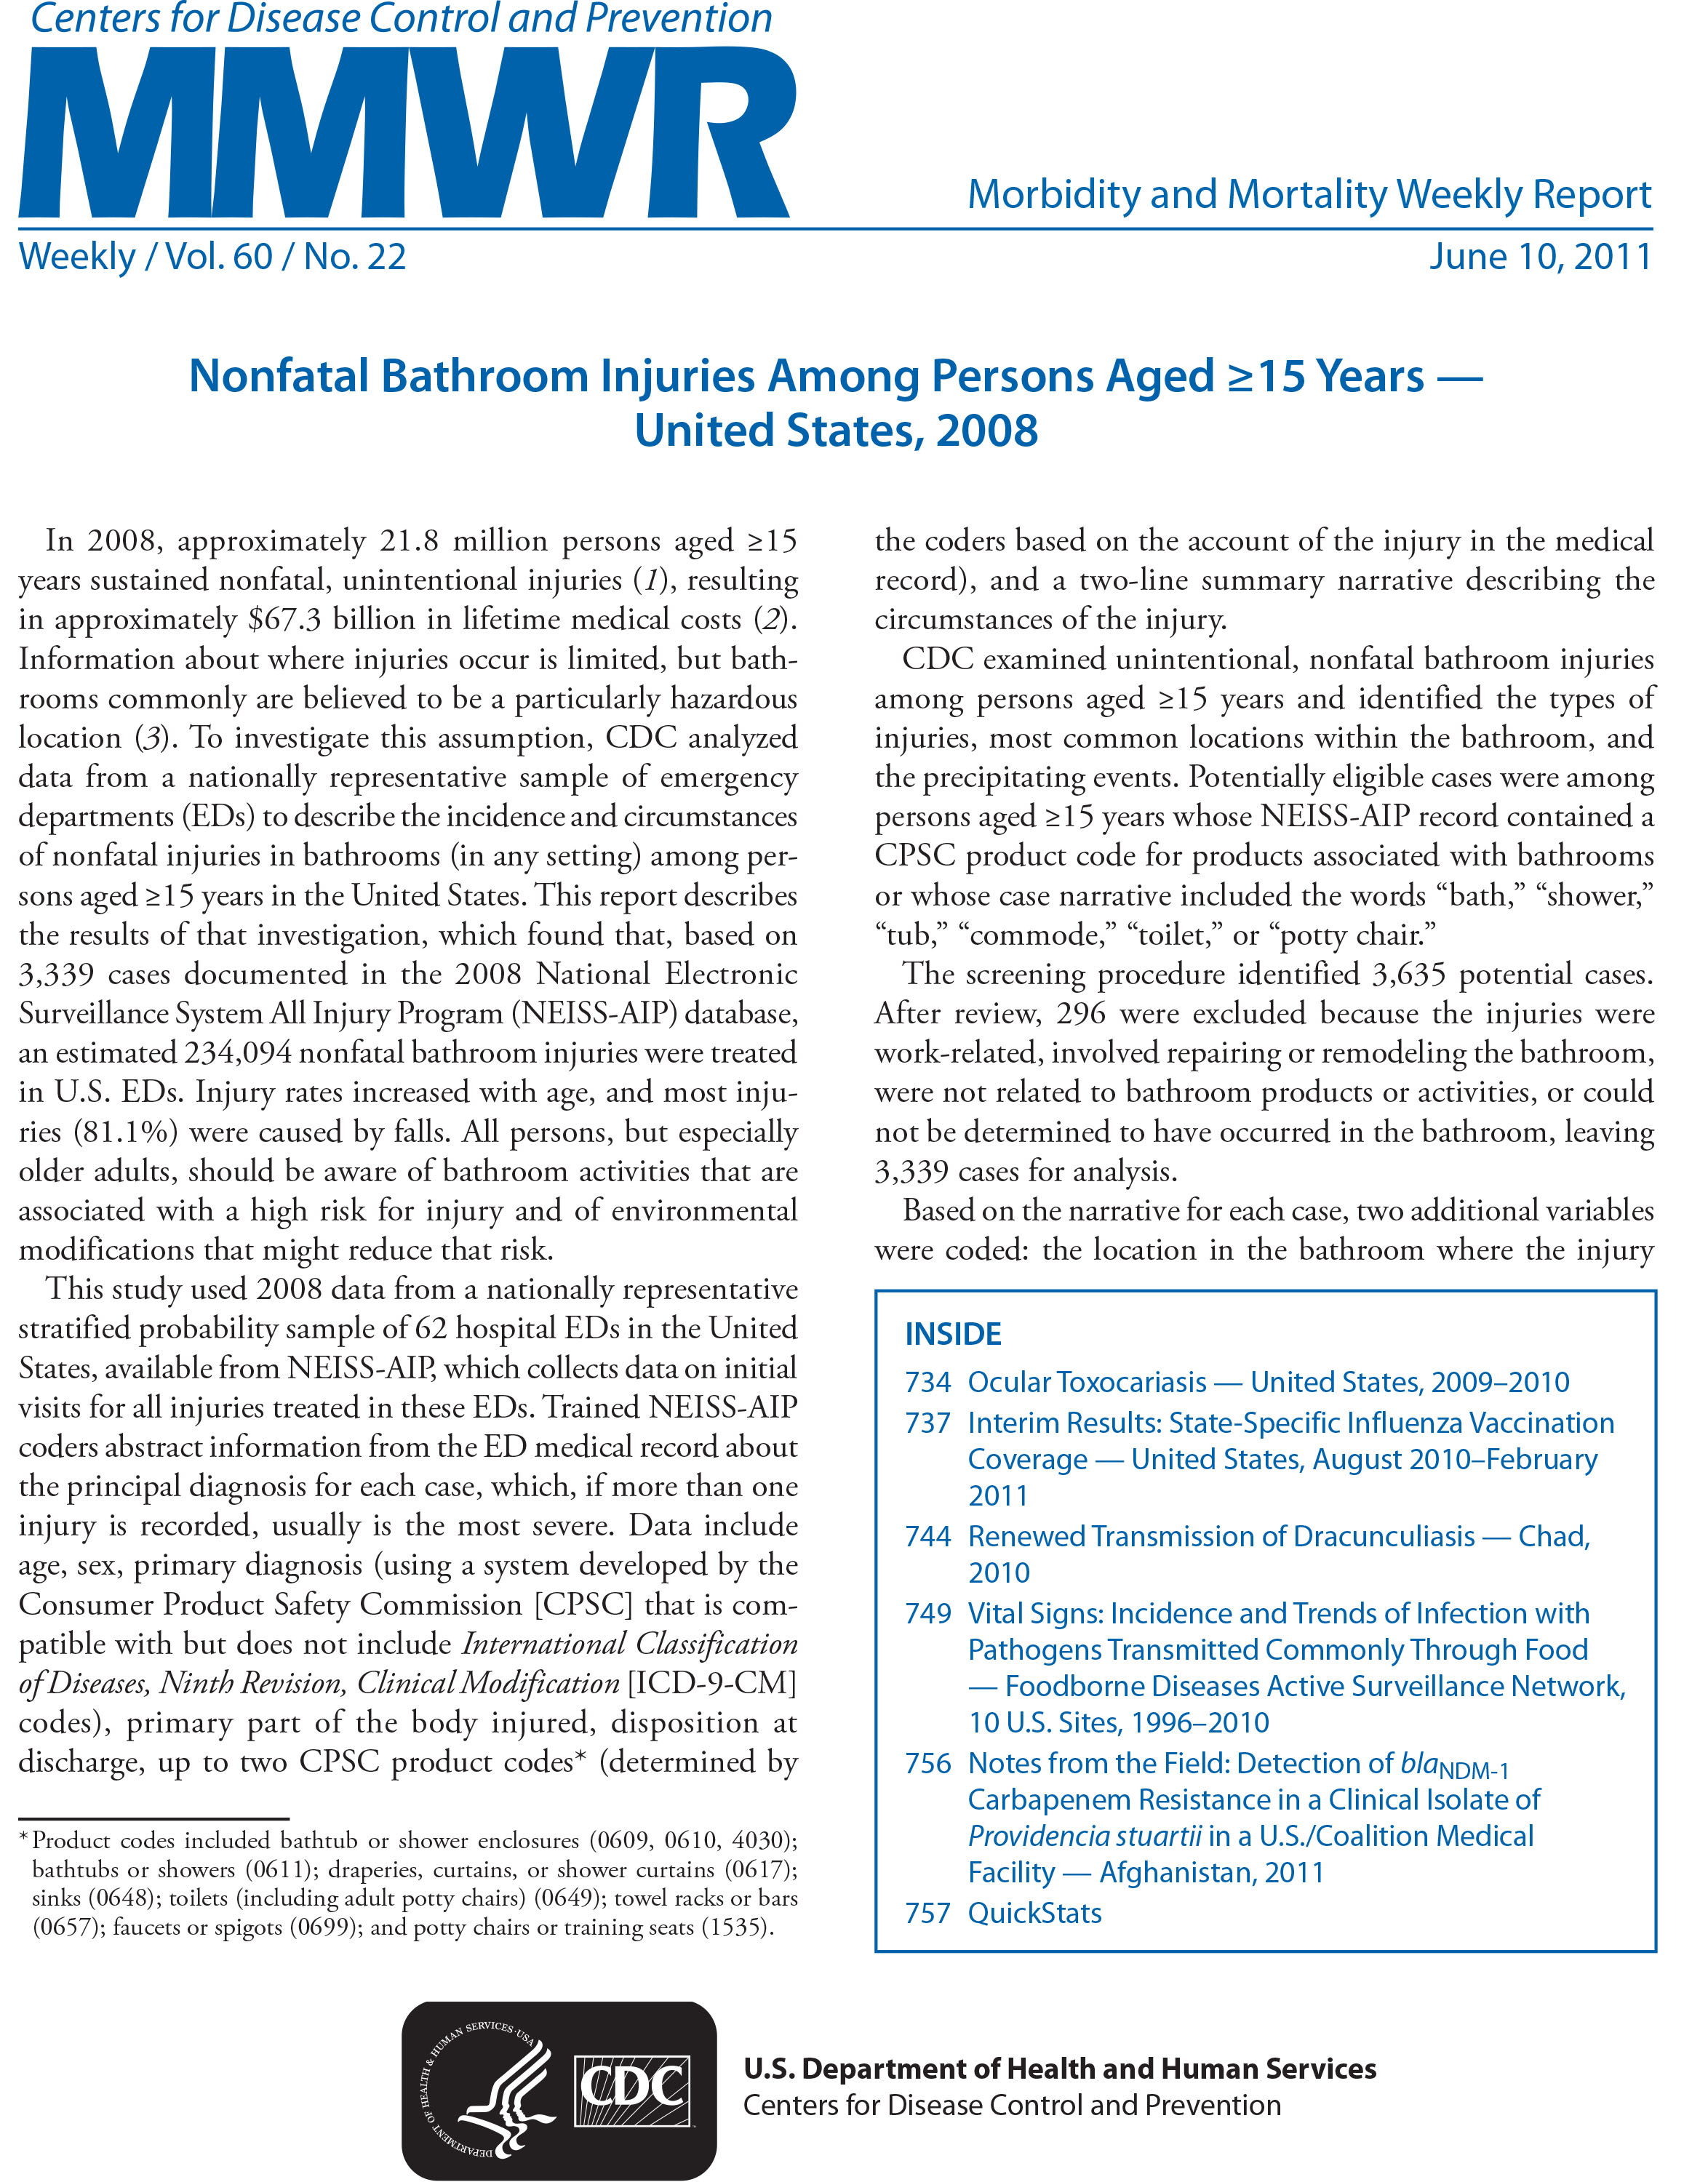 Centers for Disease Control and Prevention
MMWR
Morbidity and Mortality Weekly Report
Weekly / Vol. 60 / No. 22
June 10, 2011
Nonfatal Bathroom Injuries Among Persons Aged ≥15 Years —
United States, 2008
In 2008, approximately 21.8 million persons aged ≥15
years sustained nonfatal, unintentional injuries (1), resulting
in approximately $67.3 billion in lifetime medical costs (2).
Information about where injuries occur is limited, but bath-
rooms commonly are believed to be a particularly hazardous
location (3). To investigate this assumption, CDC analyzed
data from a nationally representative sample of emergency
departments (EDs) to describe the incidence and circumstances
of nonfatal injuries in bathrooms (in any setting) among per-
sons aged ≥15 years in the United States. This report describes
the results of that investigation, which found that, based on
3,339 cases documented in the 2008 National Electronic
Surveillance System All Injury Program (NEISS-AIP) database,
an estimated 234,094 nonfatal bathroom injuries were treated
in U.S. EDs. Injury rates increased with age, and most inju-
ries (81.1%) were caused by falls. All persons, but especially
older adults, should be aware of bathroom activities that are
associated with a high risk for injury and of environmental
modifications that might reduce that risk.
This study used 2008 data from a nationally representative
stratified probability sample of 62 hospital EDs in the United
States, available from NEISS-AIP, which collects data on initial
visits for all injuries treated in these EDs. Trained NEISS-AIP
coders abstract information from the ED medical record about
the principal diagnosis for each case, which, if more than one
injury is recorded, usually is the most severe. Data include
age, sex, primary diagnosis (using a system developed by the
Consumer Product Safety Commission [CPSC] that is com-
patible with but does not include International Classification
of Diseases, Ninth Revision, Clinical Modification [ICD-9-CM]
codes), primary part of the body injured, disposition at
discharge, up to two CPSC product codes* (determined by
* Product codes included bathtub or shower enclosures (0609, 0610, 4030);
bathtubs or showers (0611); draperies, curtains, or shower curtains (0617);
sinks (0648); toilets (including adult potty chairs) (0649); towel racks or bars
(0657); faucets or spigots (0699); and potty chairs or training seats (1535).
the coders based on the account of the injury in the medical
record), and a two-line summary narrative describing the
circumstances of the injury.
CDC examined unintentional, nonfatal bathroom injuries
among persons aged ≥15 years and identified the types of
injuries, most common locations within the bathroom, and
the precipitating events. Potentially eligible cases were among
persons aged ≥15 years whose NEISS-AIP record contained a
CPSC product code for products associated with bathrooms
or whose case narrative included the words “bath,” “shower,”
“tub,” “commode,” “toilet,” or “potty chair.”
The screening procedure identified 3,635 potential cases.
After review, 296 were excluded because the injuries were
work-related, involved repairing or remodeling the bathroom,
were not related to bathroom products or activities, or could
not be determined to have occurred in the bathroom, leaving
3,339 cases for analysis.
Based on the narrative for each case, two additional variables
were coded: the location in the bathroom where the injury
INSIDE
734 Ocular Toxocariasis — United States, 2009–2010
737 Interim Results: State-Specific Influenza Vaccination
Coverage — United States, August 2010–February
2011
744 Renewed Transmission of Dracunculiasis — Chad,
2010
749 Vital Signs: Incidence and Trends of Infection with
Pathogens Transmitted Commonly Through Food
— Foodborne Diseases Active Surveillance Network,
10 U.S. Sites, 1996–2010
756 Notes from the Field: Detection of blaNDM-1
Carbapenem Resistance in a Clinical Isolate of
Providencia stuartii in a U.S./Coalition Medical
Facility — Afghanistan, 2011
757 QuickStats
DEPARTMENT OF HEALTH & HUMAN SERVICES·USA
CDC
U.S. Department of Health and Human Services
Centers for Disease Control and Prevention